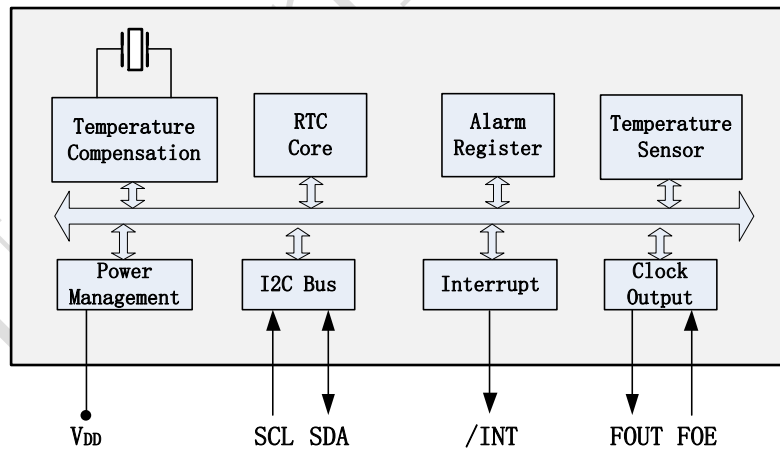 Temperature
Compensation
RTC
Core
Alarm
Register
Temperature
Sensor
Power
Management
I2C Bus
Interrupt
Clock
Output
VDD
SCL SDA
/INT
FOUT FOE